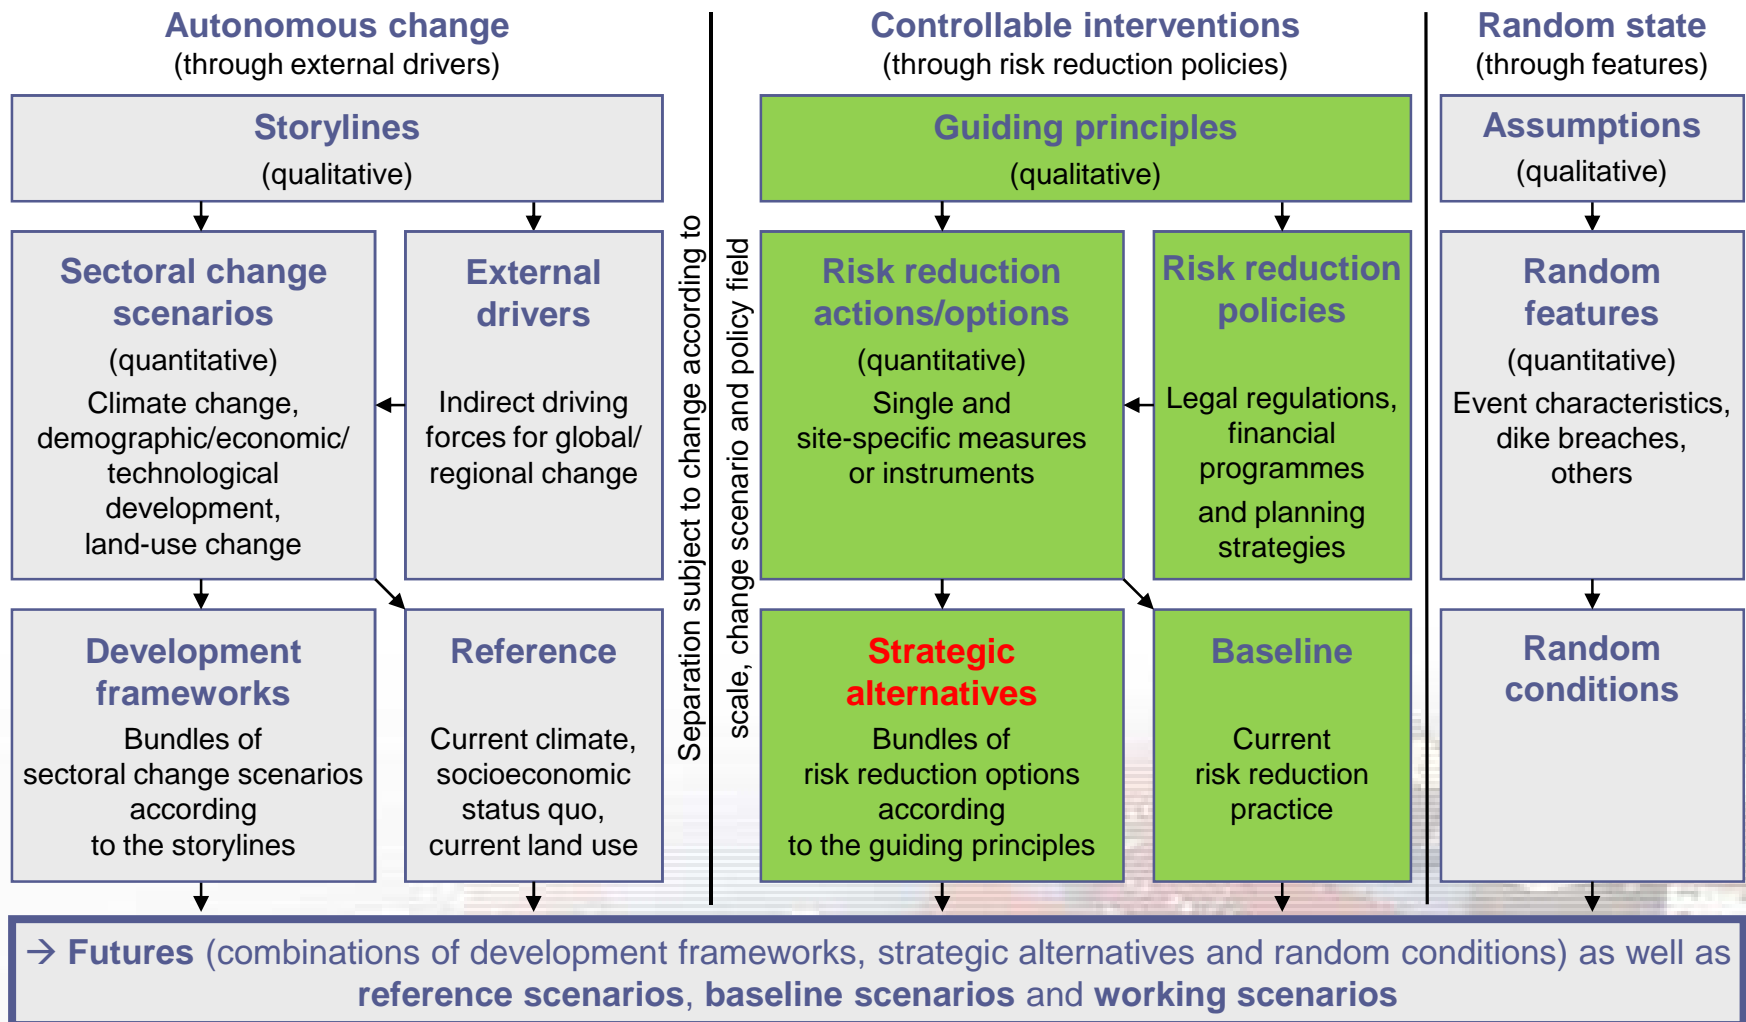 Autonomous change
(through external drivers)
Storylines
(qualitative)
Sectoral change
scenarios
(quantitative)
Climate change,
demographic/economic/
technological
development,
land-use change
External
drivers
Indirect driving
forces for global/
regional change
Development
frameworks
Bundles of
sectoral change scenarios
according
to the storylines
Reference
Current climate,
socioeconomic
status quo,
current land use
Separation subject to change according to
scale, change scenario and policy field
Controllable interventions
(through risk reduction policies)
Guiding principles
(qualitative)
Risk reduction
actions/options
(quantitative)
Single and
site-specific measures
or instruments
Risk reduction
policies
Legal regulations,
financial
programmes
and planning
strategies
Strategic
alternatives
Bundles of
risk reduction options
according
to the guiding principles
Baseline
Current
risk reduction
practice
Random state
(through features)
Assumptions
(qualitative)
Random
features
(quantitative)
Event characteristics,
dike breaches,
others
Random
conditions
→ Futures (combinations of development frameworks, strategic alternatives and random conditions) as well as
reference scenarios, baseline scenarios and working scenarios